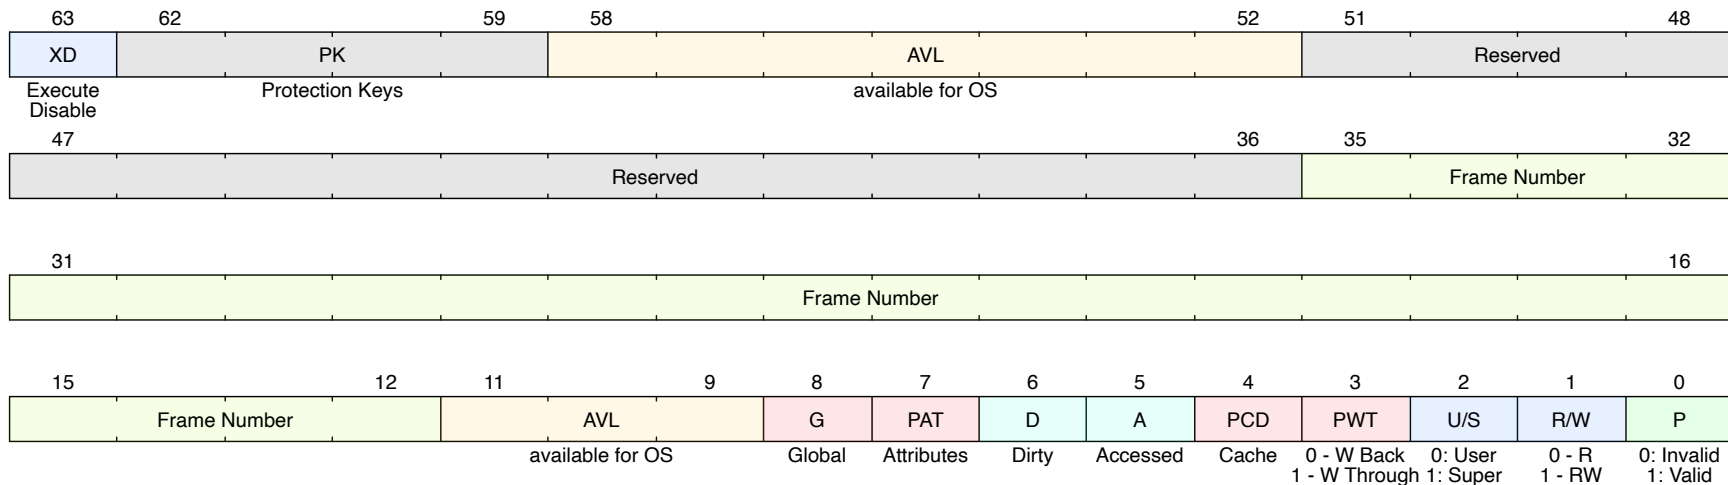 63 62 59 58 52 51 48
XD PK AVL Reserved
Execute Disable Protection Keys available for OS
47 36 35 32
Reserved Frame Number
31 16
Frame Number
15 12 11 9 8 7 6 5 4 3 2 1 0
Frame Number AVL G PAT D A PCD PWT U/S R/W P
available for OS Global Attributes Dirty Accessed Cache 0 - W Back 0: User 0 - R 0: Invalid
1 - W Through 1: Super 1 - RW 1: Valid